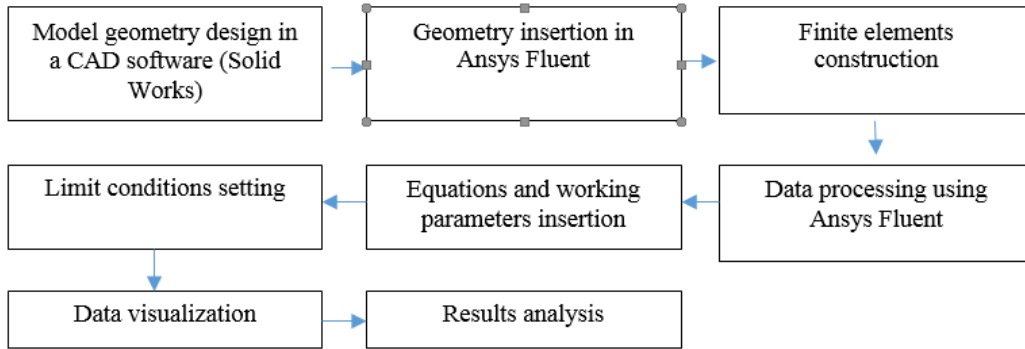 Model geometry design in
a CAD software (Solid
Works)
Geometry insertion in
Ansys Fluent
Finite elements
construction
Limit conditions setting
Equations and working
parameters insertion
Data processing using
Ansys Fluent
Data visualization
Results analysis